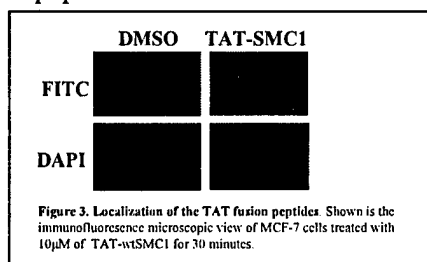 DMSO TAT-SMC1
FITC
DAPI
Figure 3. Localization of the TAT fusion peptides. Shown is the
immunofluoresence microscopic view of MCF-7 cells treated with
10μM of TAT-wtSMC1 for 30 minutes.